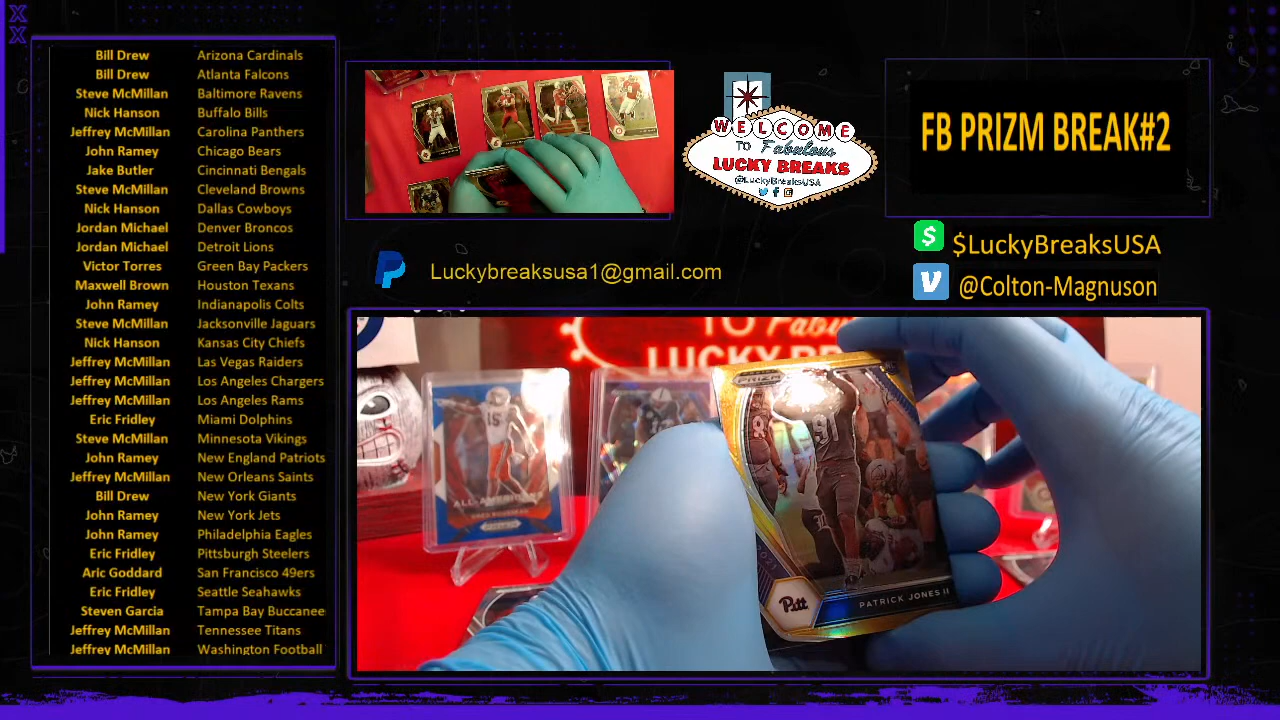 Bill Drew Arizona Cardinals
Bill Drew Atlanta Falcons
Steve McMillan Baltimore Ravens
Nick Hanson Buffalo Bills
Jeffrey McMillan Carolina Panthers
John Ramey Chicago Bears
Jake Butler Cincinnati Bengals
Steve McMillan Cleveland Browns
Nick Hanson Dallas Cowboys
Jordan Michael Denver Broncos
Jordan Michael Detroit Lions
Victor Torres Green Bay Packers
Maxwell Brown Houston Texans
John Ramey Indianapolis Colts
Steve McMillan Jacksonville Jaguars
Nick Hanson Kansas City Chiefs
Jeffrey McMillan Las Vegas Raiders
Jeffrey McMillan Los Angeles Chargers
Jeffrey McMillan Los Angeles Rams
Eric Fridley Miami Dolphins
Steve McMillan Minnesota Vikings
John Ramey New England Patriots
Jeffrey McMillan New Orleans Saints
Bill Drew New York Giants
John Ramey New York Jets
John Ramey Philadelphia Eagles
Eric Fridley Pittsburgh Steelers
Aric Goddard San Francisco 49ers
Eric Fridley Seattle Seahawks
Steven Garcia Tampa Bay Buccanee
Jeffrey McMillan Tennessee Titans
Jeffrey McMillan Washington Football
WELCOME
TO Fabulous
LUCKY BREAKS
@LuckyBreaksUSA
FB PRIZM BREAK#2
$LuckyBreaksUSA
@Colton-Magnuson
Luckybreaksusa1@gmail.com
TO Fabu
LUCKY BR
15
PRIZM
91
Pitt
PATRICK JONES II